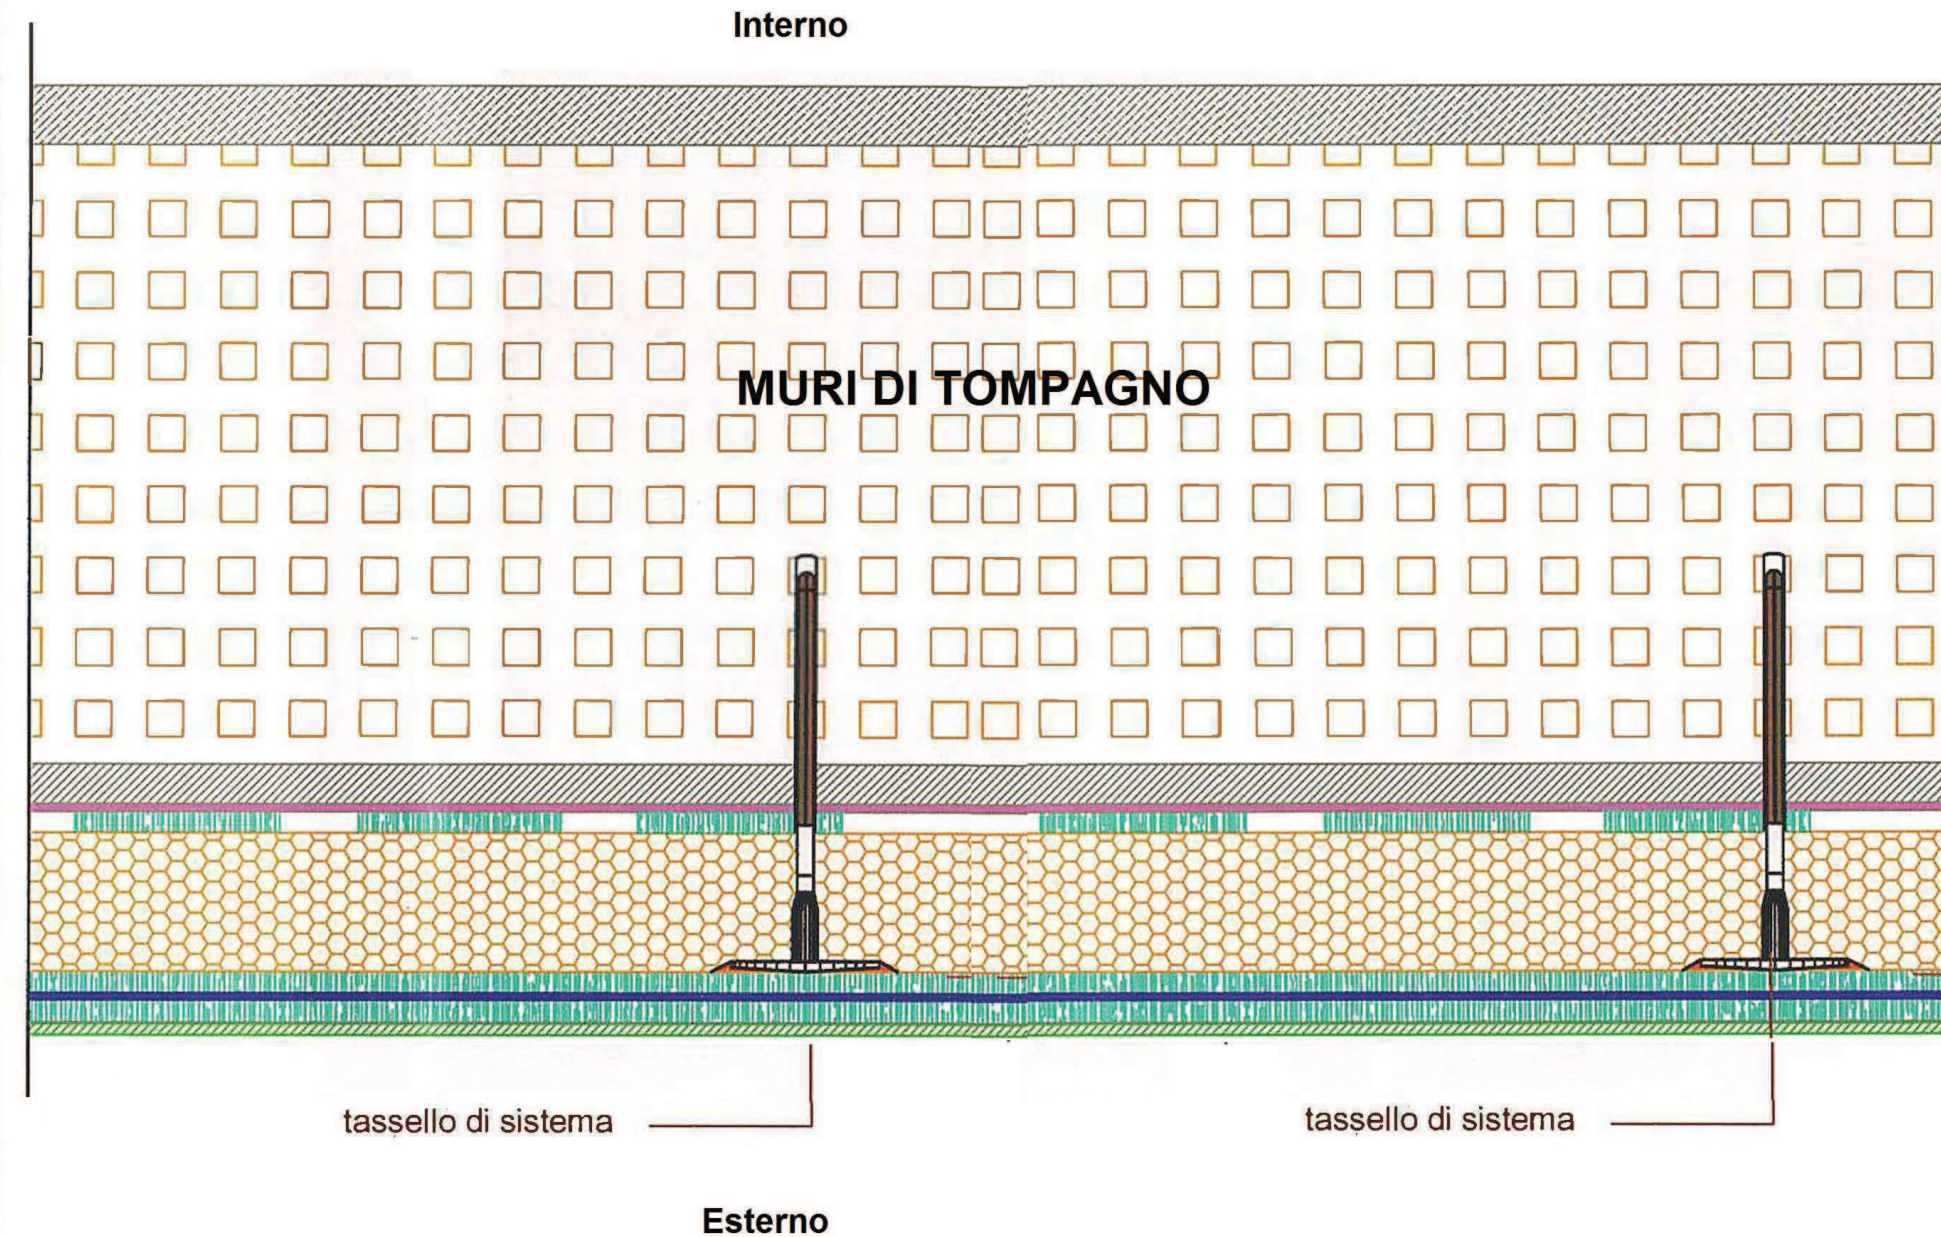 Interno
MURI DI TOMPAGNO
tassello di sistema
tassello di sistema
Esterno